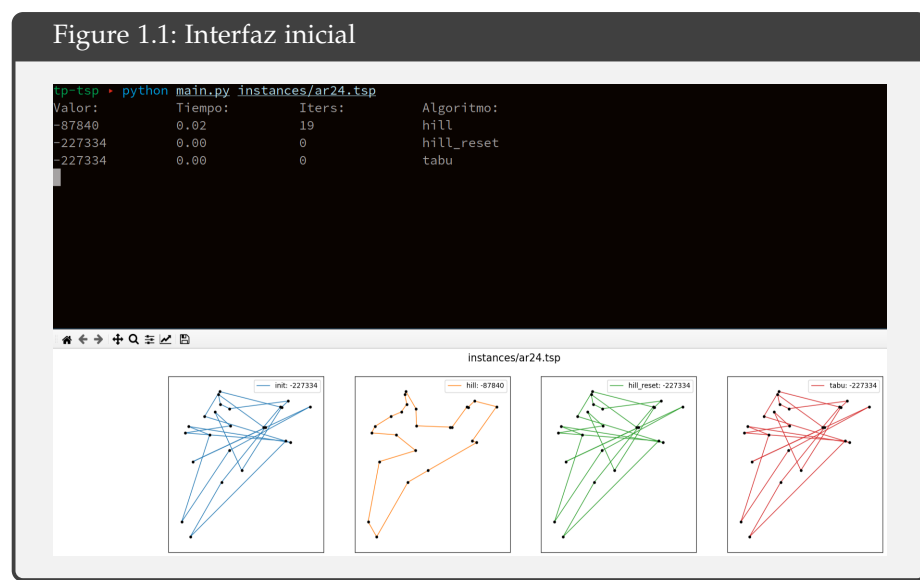 Figure 1.1: Interfaz inicial
tp-tsp ▸ python main.py instances/ar24.tsp
Valor: Tiempo: Iters: Algoritmo:
-87840 0.02 19 hill
-227334 0.00 0 hill_reset
-227334 0.00 0 tabu
instances/ar24.tsp
init: -227334
hill: -87840
hill_reset: -227334
tabu: -227334